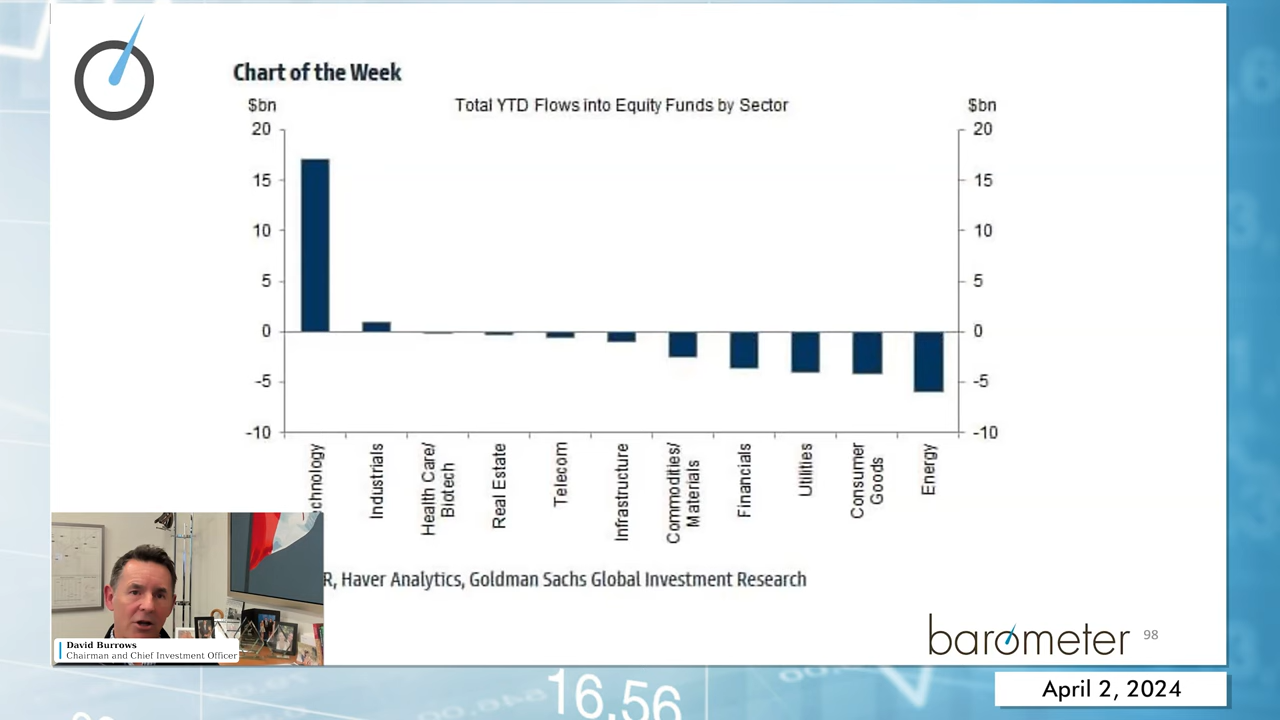 Chart of the Week
$bn
Total YTD Flows into Equity Funds by Sector
$bn
20
20
15
15
10
10
5
5
0
0
-5
-5
-10
-10
chnology
Industrials
Health Care/
Biotech
Real Estate
Telecom
Infrastructure
Commodities/
Materials
Financials
Utilities
Consumer
Goods
Energy
R, Haver Analytics, Goldman Sachs Global Investment Research
David Burrows
Chairman and Chief Investment Officer
barometer
98
April 2, 2024
16,56